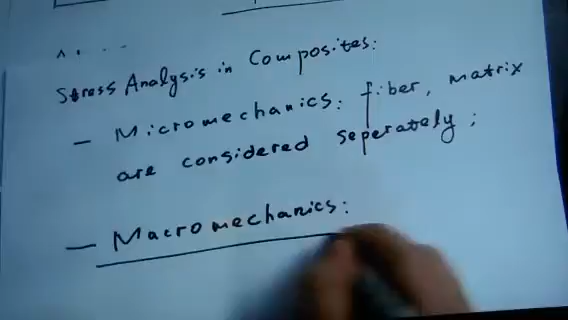 Stress Analysis in Composites:
- Micromechanics: fiber, matrix
are considered seperately;
- Macromechanics: